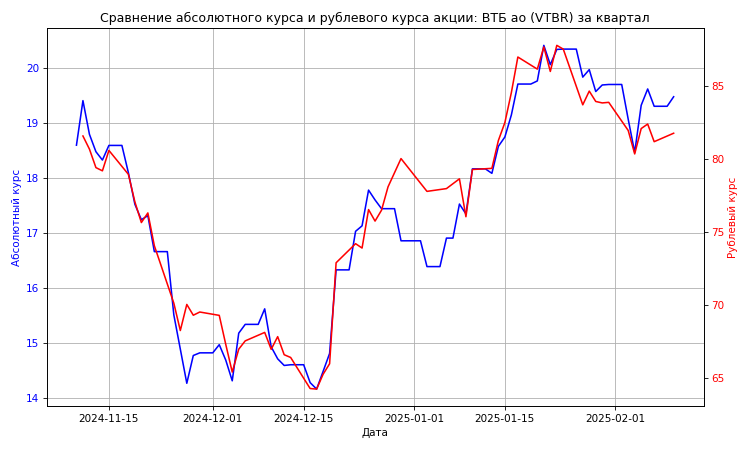 Сравнение абсолютного курса и рублевого курса акции: ВТБ ао (VTBR) за квартал
Абсолютный курс
20
19
18
17
16
15
14
85
80
75
70
65
Рублевый курс
2024-11-15 2024-12-01 2024-12-15 2025-01-01 2025-01-15 2025-02-01
Дата